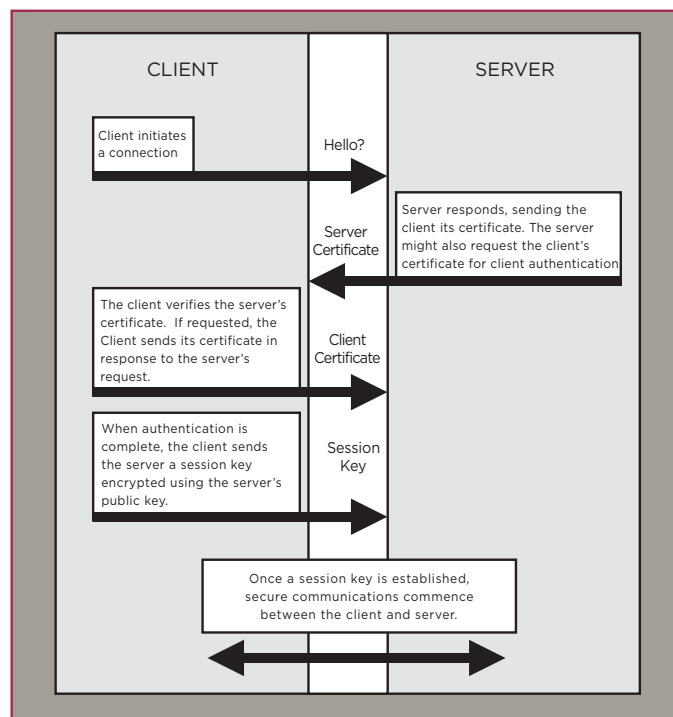 CLIENT
SERVER
Client initiates
a connection
Hello?
Server responds, sending the
client its certificate. The server
might also request the client's
certificate for client authentication
Server
Certificate
The client verifies the server's
certificate.  If requested, the
Client sends its certificate in
response to the server's
request.
Client
Certificate
When authentication is
complete, the client sends
the server a session key
encrypted using the server's
public key.
Session
Key
Once a session key is established,
secure communications commence
between the client and server.